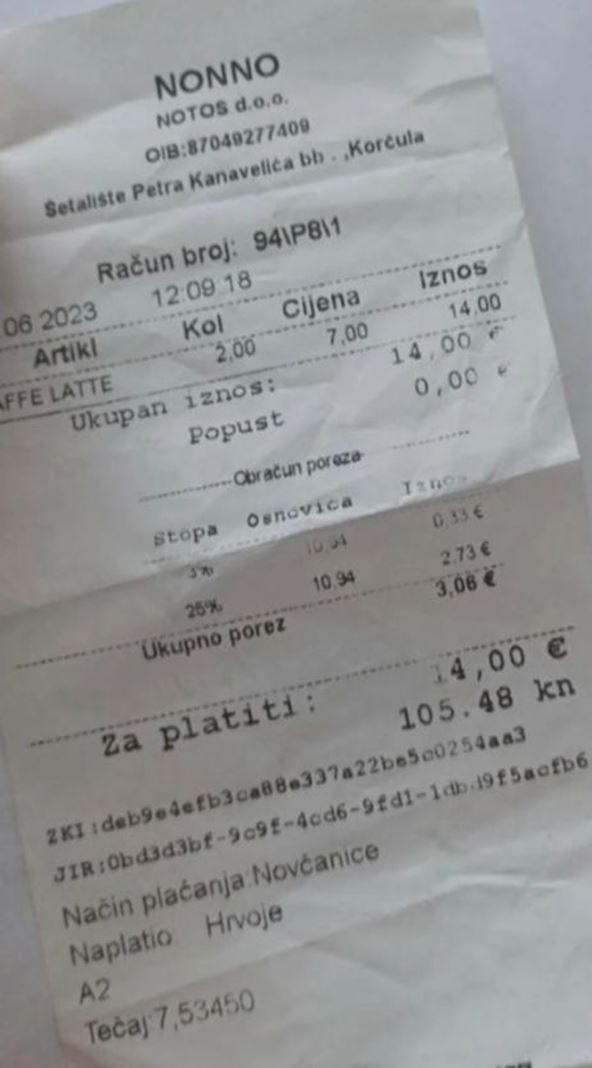 NONNO
NOTOS d.o.o.
OIB:87049277409
Šetalište Petra Kanavelića bb . ,Korčula
Račun broj: 94\P8\1
06 2023 12:09 18
Artikl Kol Cijena Iznos
AFFE LATTE 2,00 7,00 14,00
Ukupan iznos: 14,00 €
Popust 0,00 €
Obračun poreza
Stopa Osnovica Iznos
3% 10,94 0,33 €
25% 10,94 2,73 €
Ukupno porez 3,06 €
Za platiti: 14,00 €
105.48 kn
ZKI:deb9e4efb3ca88e337a22be5c0254aa3
JIR:0bd3d3bf-9c9f-4cd6-9fd1-1db d9f5acfb6
Način plaćanja:Novčanice
Naplatio Hrvoje
A2
Tečaj:7,53450